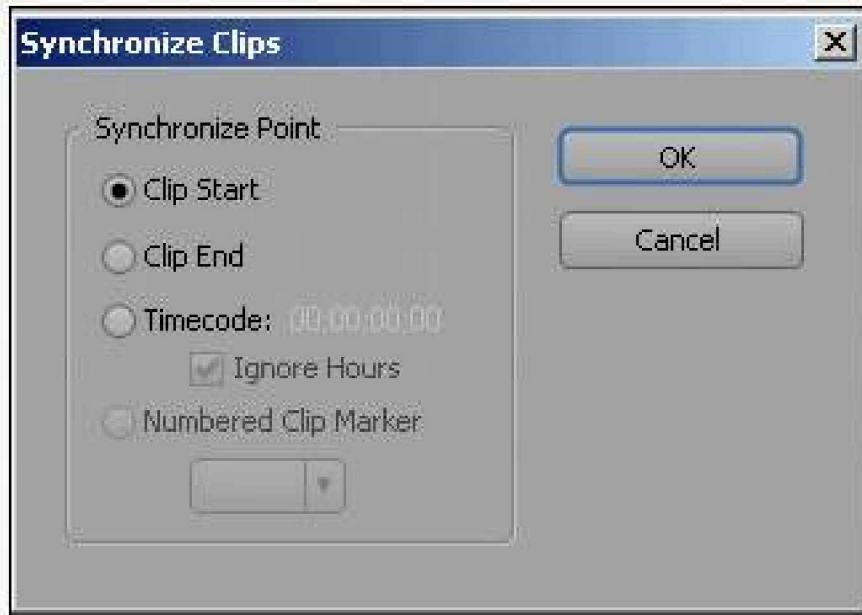 Synchronize Clips
Synchronize Point
Clip Start
Clip End
Timecode: 00;00;00;00
Ignore Hours
Numbered Clip Marker
OK
Cancel